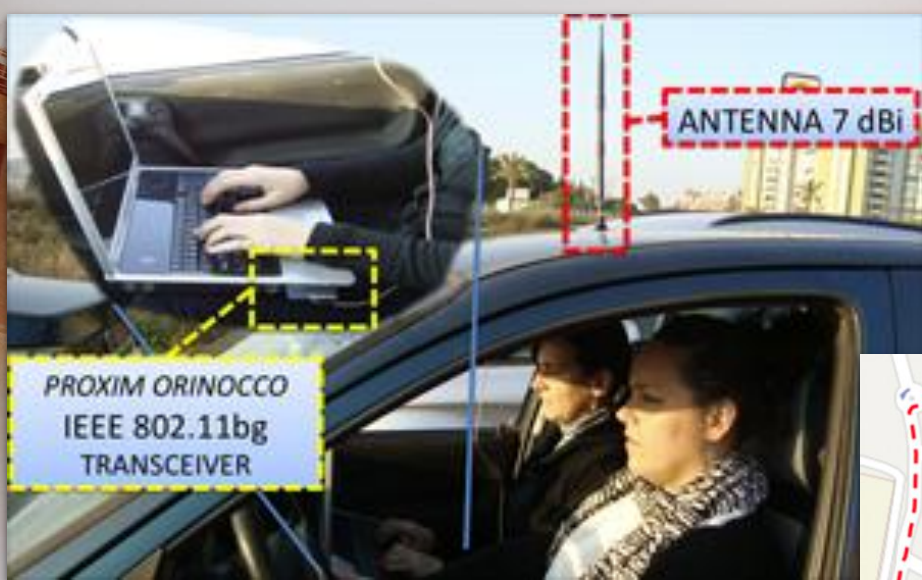 ANTENNA 7 dBi
PROXIM ORINOCCO
IEEE 802.11bg
TRANSCEIVER